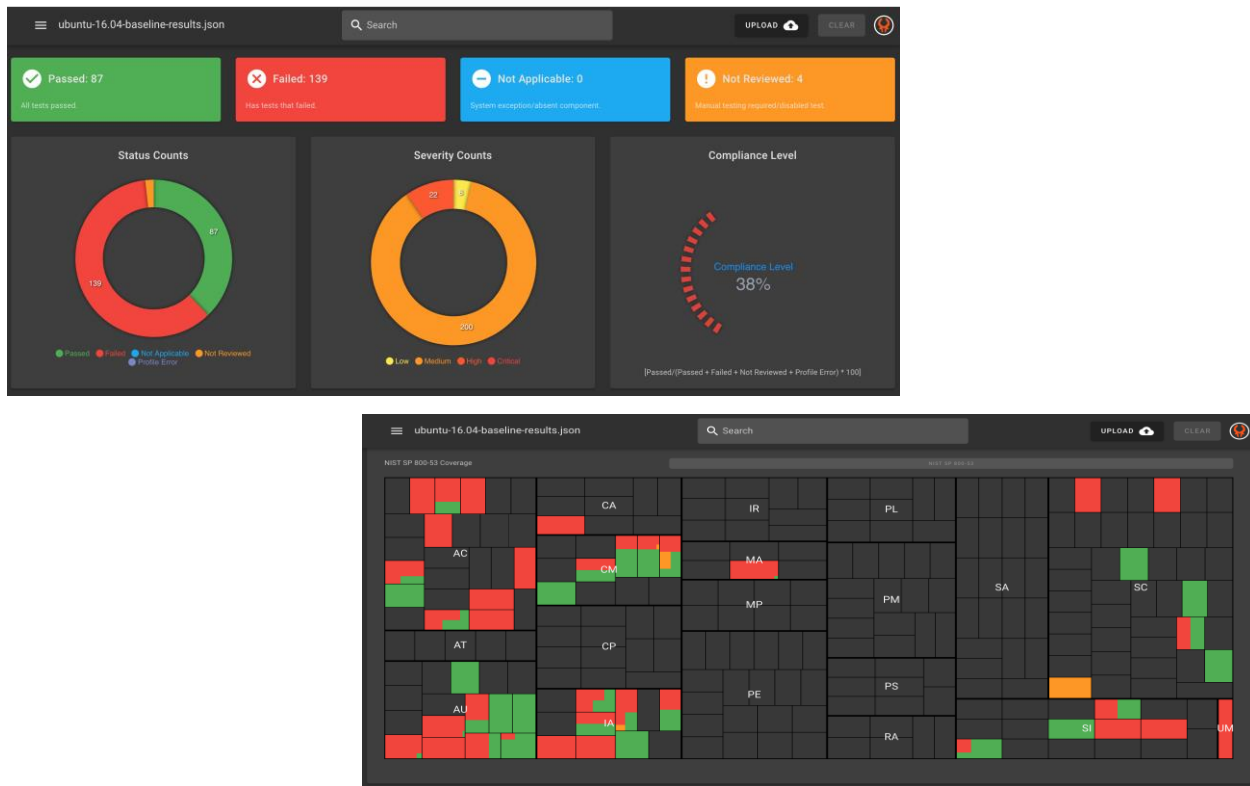 ubuntu-16.04-baseline-results.json
Search
UPLOAD
CLEAR
Passed: 87
All tests passed.
Failed: 139
Has tests that failed.
Not Applicable: 0
System exception/absent component.
Not Reviewed: 4
Manual testing required/disabled test.
Status Counts
87
139
Passed Failed Not Applicable Not Reviewed
Profile Error
Severity Counts
22
8
200
Low Medium High Critical
Compliance Level
Compliance Level
38%
[Passed/(Passed + Failed + Not Reviewed + Profile Error) * 100]
ubuntu-16.04-baseline-results.json
Search
UPLOAD
CLEAR
NIST SP 800-53 Coverage
NIST SP 800-53
CA
IR
PL
AC
CM
MA
SA
SC
MP
PM
AT
CP
AU
PE
PS
IA
RA
SI
UM